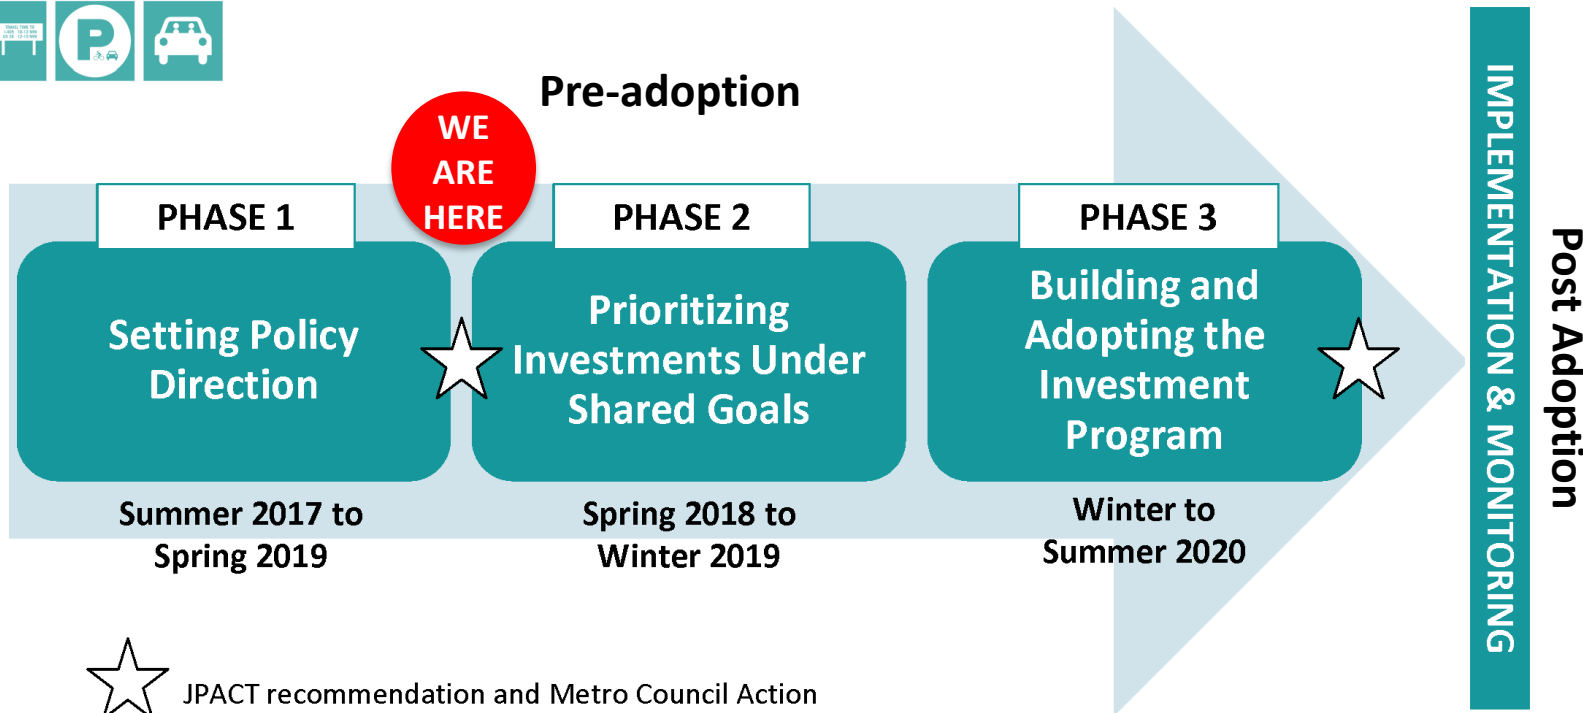 P
Pre-adoption
WE
ARE
HERE
PHASE 1
Setting Policy
Direction
Summer 2017 to
Spring 2019
PHASE 2
Prioritizing
Investments Under
Shared Goals
Spring 2018 to
Winter 2019
PHASE 3
Building and
Adopting the
Investment
Program
Winter to
Summer 2020
IMPLEMENTATION & MONITORING
Post Adoption
JPACT recommendation and Metro Council Action